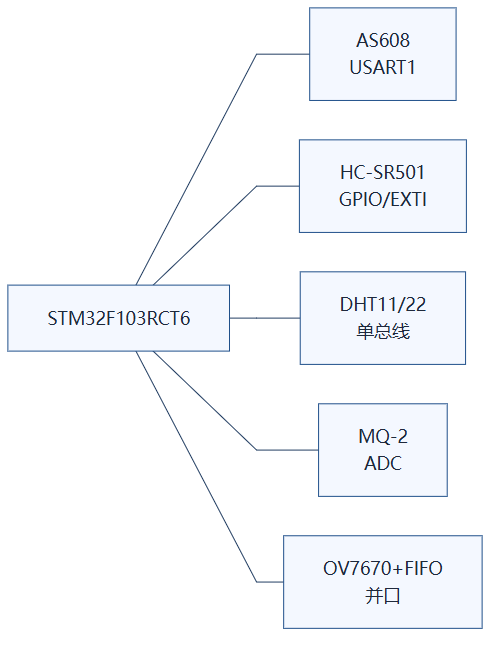 AS608
USART1
HC-SR501
GPIO/EXTI
STM32F103RCT6
DHT11/22
单总线
MQ-2
ADC
OV7670+FIFO
并口